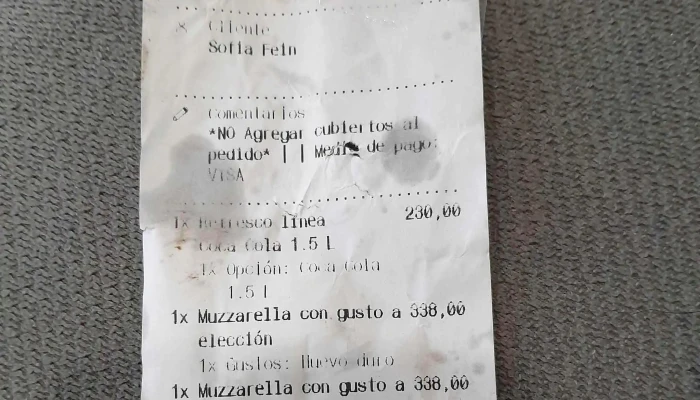 Cliente
Sofia Fein
Comentarios
*NO Agregar cubiertos al
pedido* | | Medio de pago:
VISA
1x Refresco línea 230,00
Coca Cola 1.5 L
1x Opción: Coca Cola
1.5 l
1x Muzzarella con gusto a 338,00
elección
1x Gustos: Huevo duro
1x Muzzarella con gusto a 338,00